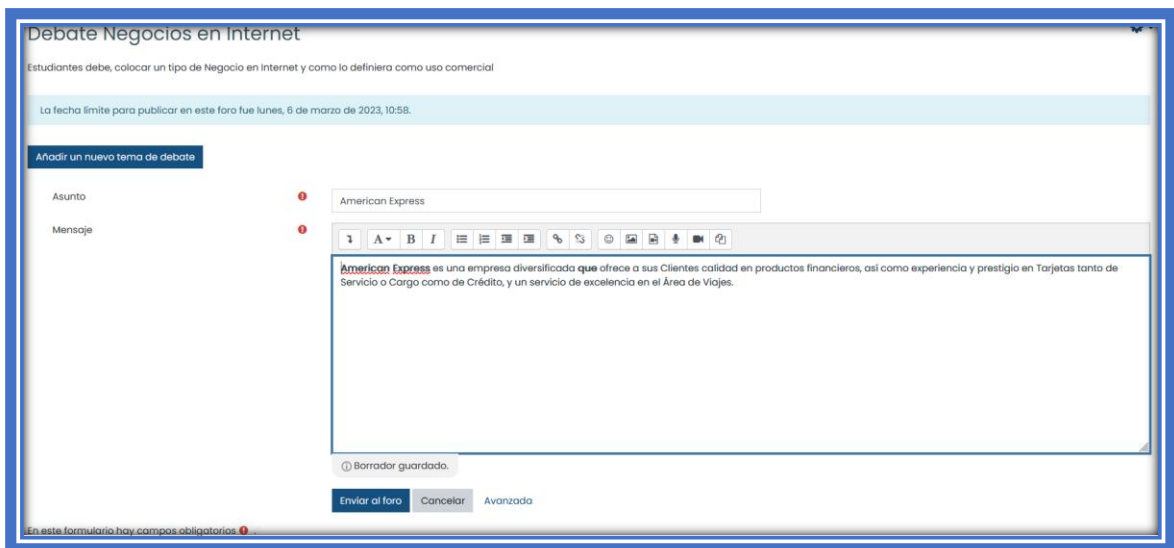 Debate Negocios en Internet
Estudiantes debe, colocar un tipo de Negocio en Internet y como lo definiera como uso comercial
La fecha límite para publicar en este foro fue lunes, 6 de marzo de 2023, 10:58.
Añadir un nuevo tema de debate
Asunto
American Express
Mensaje
American Express es una empresa diversificada que ofrece a sus Clientes calidad en productos financieros, así como experiencia y prestigio en Tarjetas tanto de
Servicio o Cargo como de Crédito, y un servicio de excelencia en el Área de Viajes.
Borrador guardado.
Enviar al foro Cancelar Avanzada
En este formulario hay campos obligatorios .